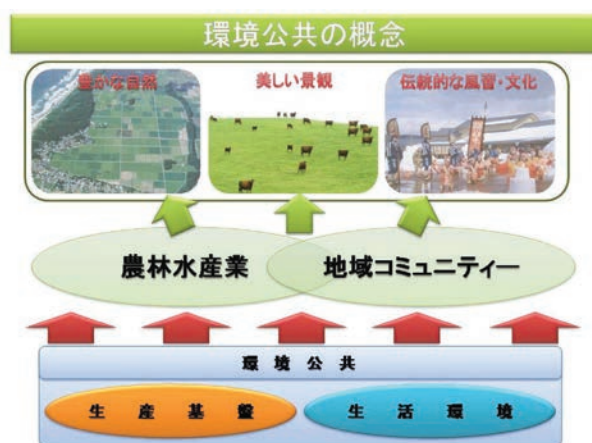 環境公共の概念
豊かな自然
美しい景観
伝統的な風習・文化
農林水産業
地域コミュニティー
環境公共
生産基盤
生活環境